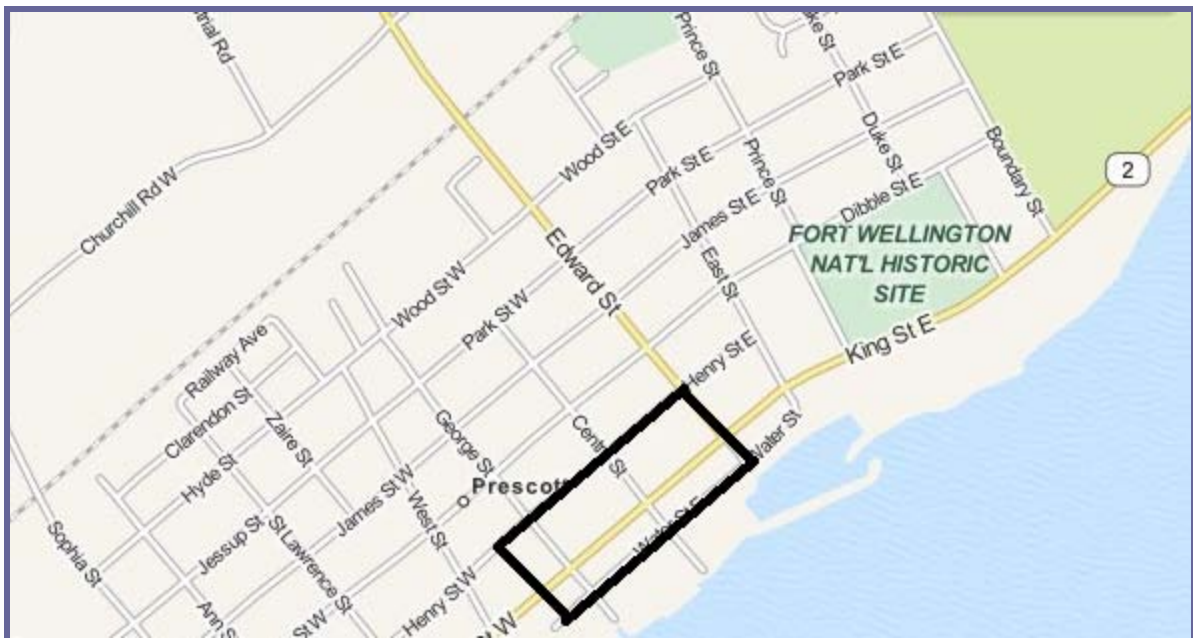 Prince St
Park St E
Duke St
Boundary St
2
Wood St E
Churchill Rd W
Park St E
Prince St
Dibble St E
James St E
FORT WELLINGTON
NAT'L HISTORIC
SITE
Edward St
East St
Wood St W
Park St W
Railway Ave
King St E
Henry St E
Clarendon St
Zaire St
George St
Water St
Hyde St
James St W
West St
Jessup St
St Lawrence St
Sophia St
Henry St W